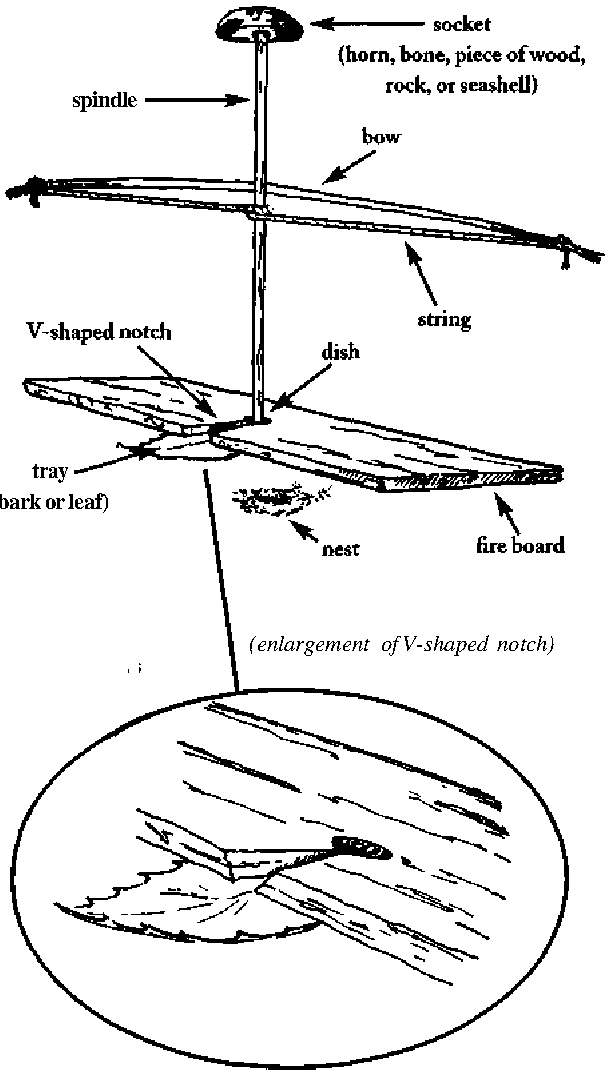 socket
(horn, bone, piece of wood,
rock, or seashell)
spindle
bow
string
V-shaped notch
dish
tray
bark or leaf)
nest
fire board
(enlargement of V-shaped notch)